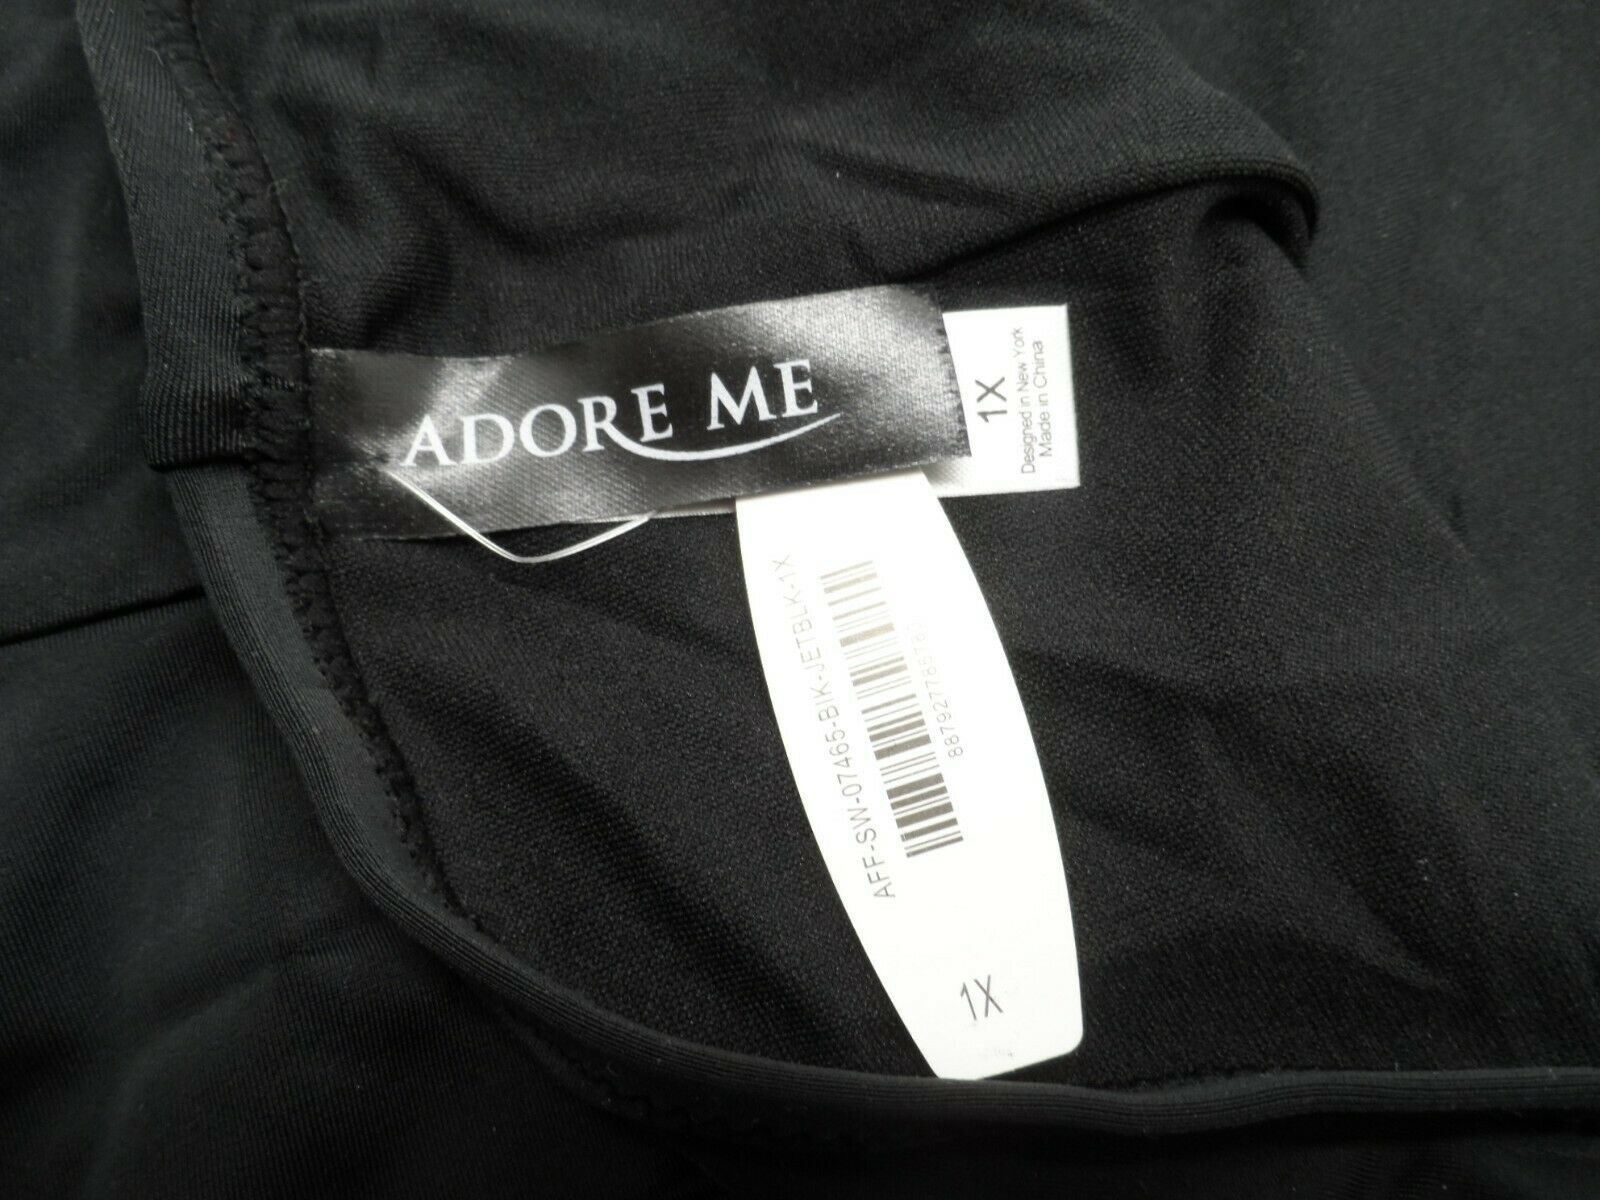 ADORE ME
1X
Designed in New York
Made in China
AFF-SW-07465-BIK-JETBLK-1X
1X